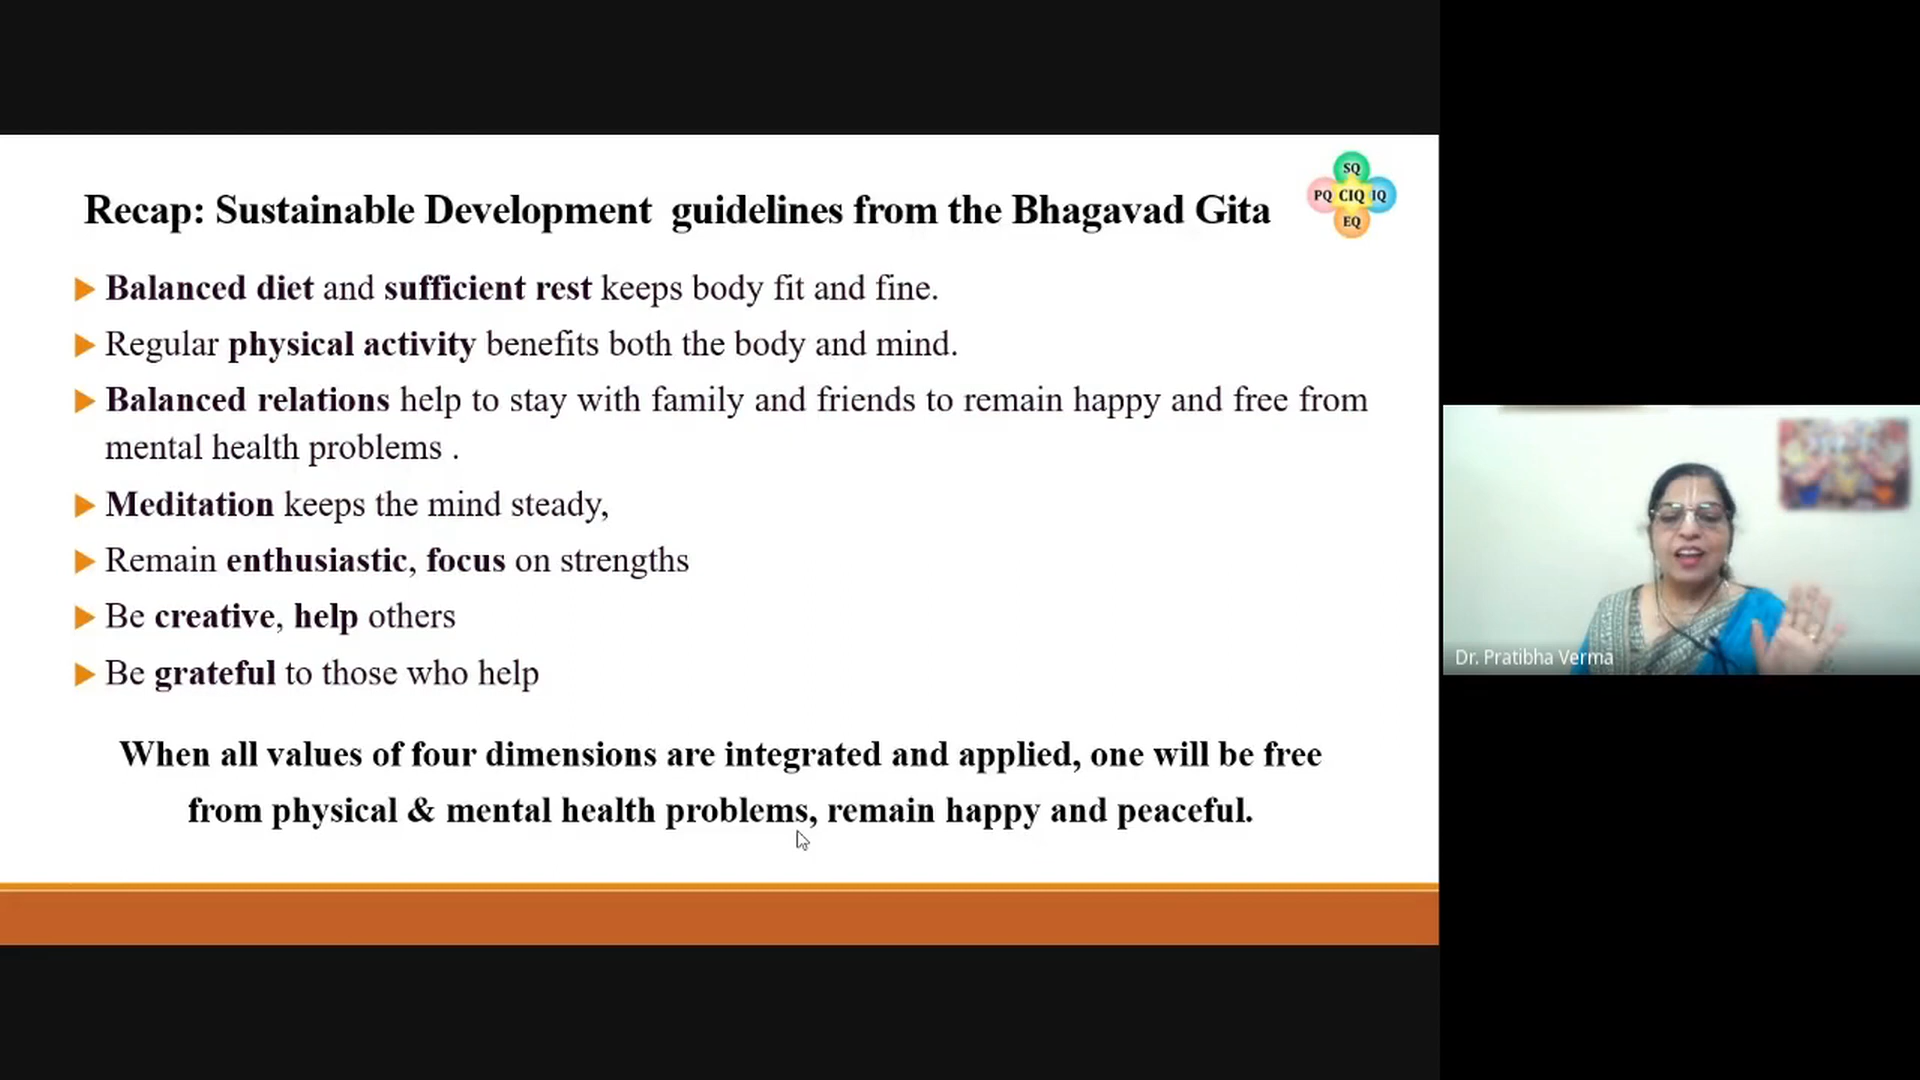 Recap: Sustainable Development guidelines from the Bhagavad Gita
SQ
PQ CIQ IQ
EQ
Balanced diet and sufficient rest keeps body fit and fine.
Regular physical activity benefits both the body and mind.
Balanced relations help to stay with family and friends to remain happy and free from
mental health problems .
Meditation keeps the mind steady,
Remain enthusiastic, focus on strengths
Be creative, help others
Be grateful to those who help
When all values of four dimensions are integrated and applied, one will be free
from physical & mental health problems, remain happy and peaceful.
Dr. Pratibha Verma